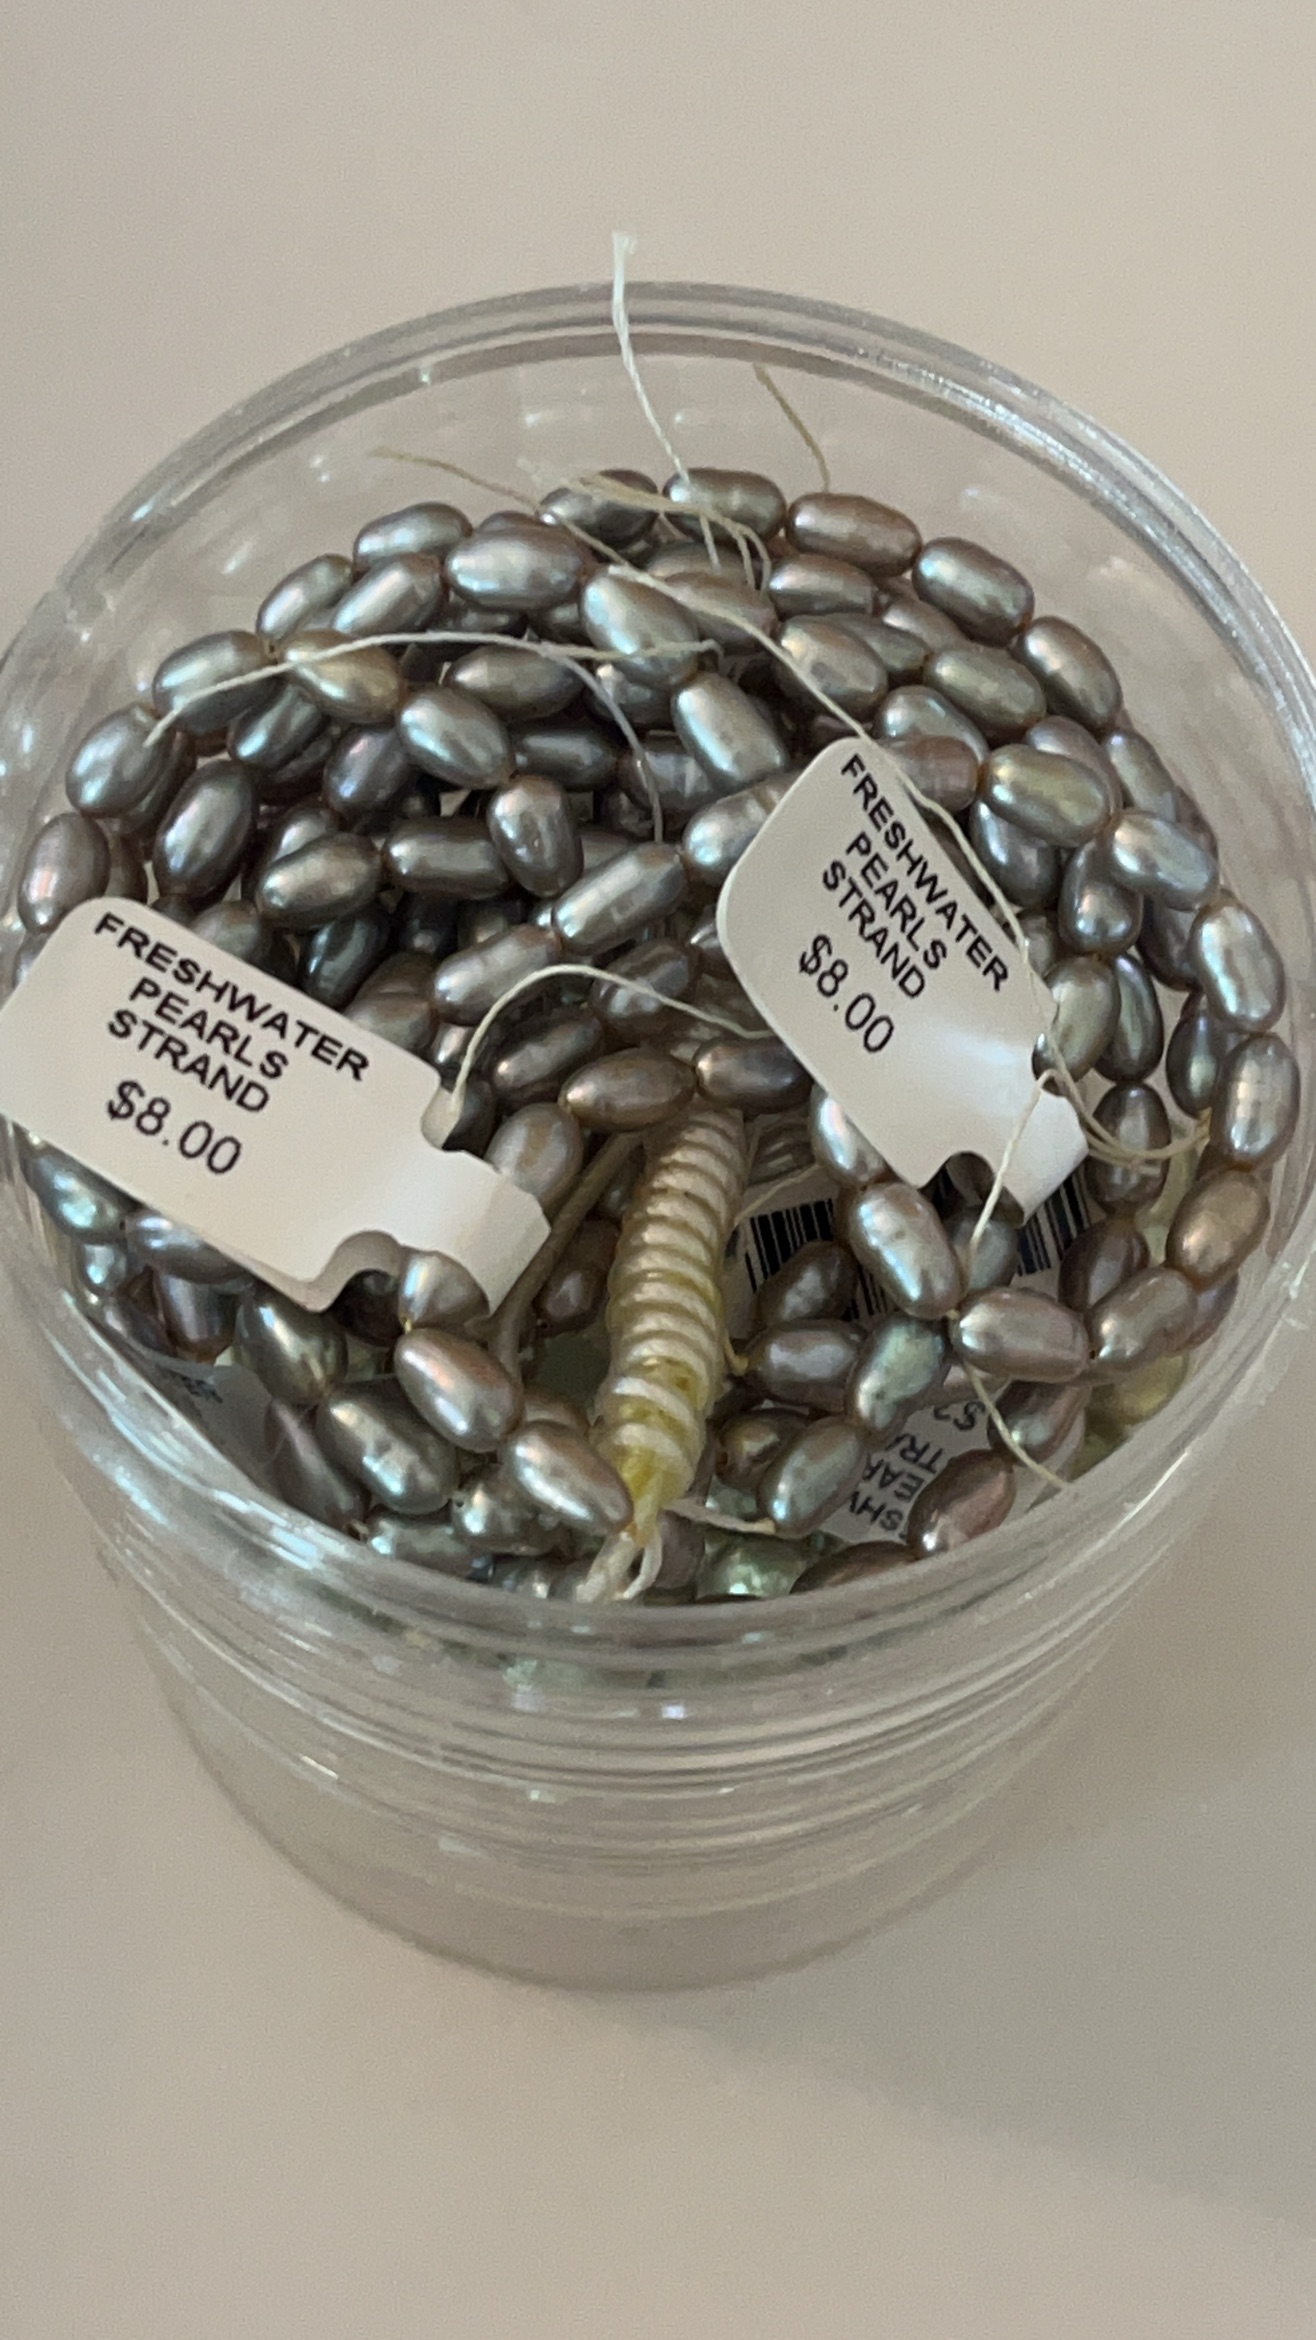 FRESHWATER
PEARLS
STRAND
$8.00
FRESHWATER
PEARLS
STRAND
$8.00